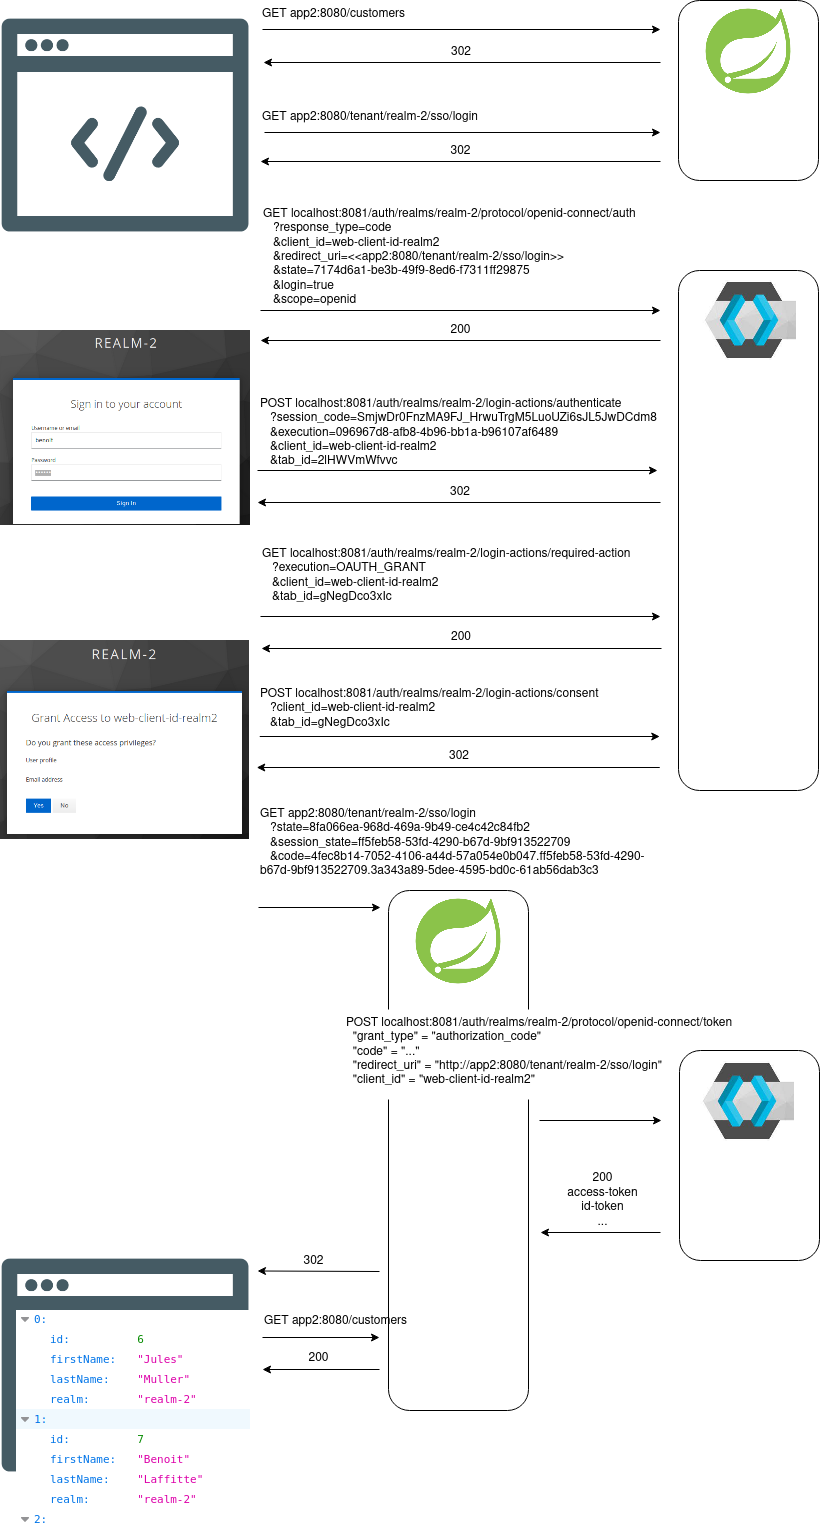 GET app2:8080/customers
302
GET app2:8080/tenant/realm-2/sso/login
302
GET localhost:8081/auth/realms/realm-2/protocol/openid-connect/auth
?response_type=code
&client_id=web-client-id-realm2
&redirect_uri=<<app2:8080/tenant/realm-2/sso/login>>
&state=7174d6a1-be3b-49f9-8ed6-f7311ff29875
&login=true
&scope=openid
200
REALM-2
Sign in to your account
Username or email
benoit
Password
Sign In
POST localhost:8081/auth/realms/realm-2/login-actions/authenticate
?session_code=SmjwDr0FnzMA9FJ_HrwuTrgM5LuoUZi6sJL5JwDCdm8
&execution=096967d8-afb8-4b96-bb1a-b96107af6489
&client_id=web-client-id-realm2
&tab_id=2lHWVmWfvvc
302
GET localhost:8081/auth/realms/realm-2/login-actions/required-action
?execution=OAUTH_GRANT
&client_id=web-client-id-realm2
&tab_id=gNegDco3xIc
200
REALM-2
Grant Access to web-client-id-realm2
Do you grant these access privileges?
User profile
Email address
Yes No
POST localhost:8081/auth/realms/realm-2/login-actions/consent
?client_id=web-client-id-realm2
&tab_id=gNegDco3xIc
302
GET app2:8080/tenant/realm-2/sso/login
?state=8fa066ea-968d-469a-9b49-ce4c42c84fb2
&session_state=ff5feb58-53fd-4290-b67d-9bf913522709
&code=4fec8b14-7052-4106-a44d-57a054e0b047.ff5feb58-53fd-4290-
b67d-9bf913522709.3a343a89-5dee-4595-bd0c-61ab56dab3c3
POST localhost:8081/auth/realms/realm-2/protocol/openid-connect/token
"grant_type" = "authorization_code"
"code" = "..."
"redirect_uri" = "http://app2:8080/tenant/realm-2/sso/login"
"client_id" = "web-client-id-realm2"
200
access-token
id-token
...
302
GET app2:8080/customers
200
0:
id: 6
firstName: "Jules"
lastName: "Muller"
realm: "realm-2"
1:
id: 7
firstName: "Benoit"
lastName: "Laffitte"
realm: "realm-2"
2: